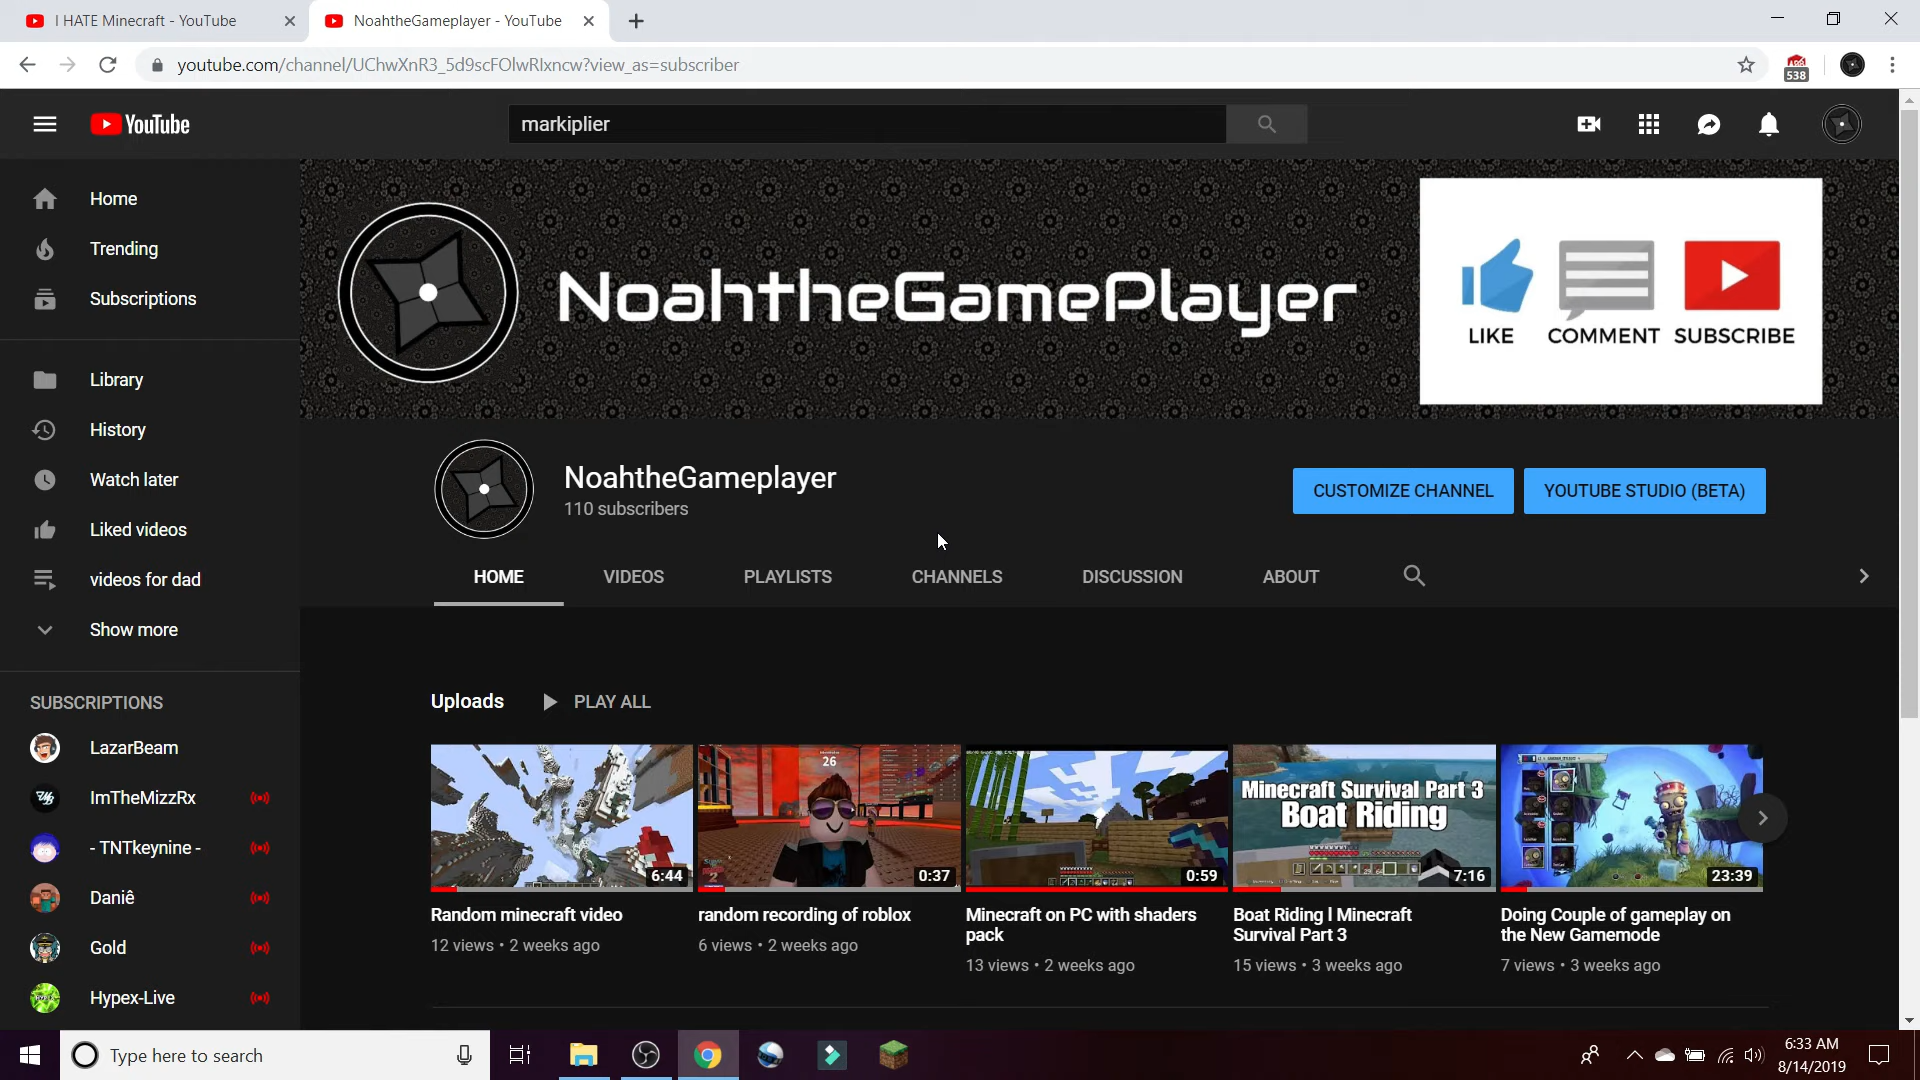 I HATE Minecraft - YouTube
NoahtheGameplayer - YouTube
youtube.com/channel/UChwXnR3_5d9scFOlwRIxncw?view_as=subscriber
538
YouTube
markiplier
Home
Trending
Subscriptions
Library
History
Watch later
Liked videos
videos for dad
Show more
SUBSCRIPTIONS
LazarBeam
ImTheMizzRx
- TNTkeynine -
Daniê
Gold
Hypex-Live
NoahtheGamePlayer
LIKE COMMENT SUBSCRIBE
NoahtheGameplayer
110 subscribers
CUSTOMIZE CHANNEL
YOUTUBE STUDIO (BETA)
HOME VIDEOS PLAYLISTS CHANNELS DISCUSSION ABOUT
Uploads PLAY ALL
6:44
Random minecraft video
12 views • 2 weeks ago
26
0:37
random recording of roblox
6 views • 2 weeks ago
0:59
Minecraft on PC with shaders
pack
13 views • 2 weeks ago
Minecraft Survival Part 3
Boat Riding
7:16
Boat Riding l Minecraft
Survival Part 3
15 views • 3 weeks ago
23:39
Doing Couple of gameplay on
the New Gamemode
7 views • 3 weeks ago
Type here to search
6:33 AM
8/14/2019